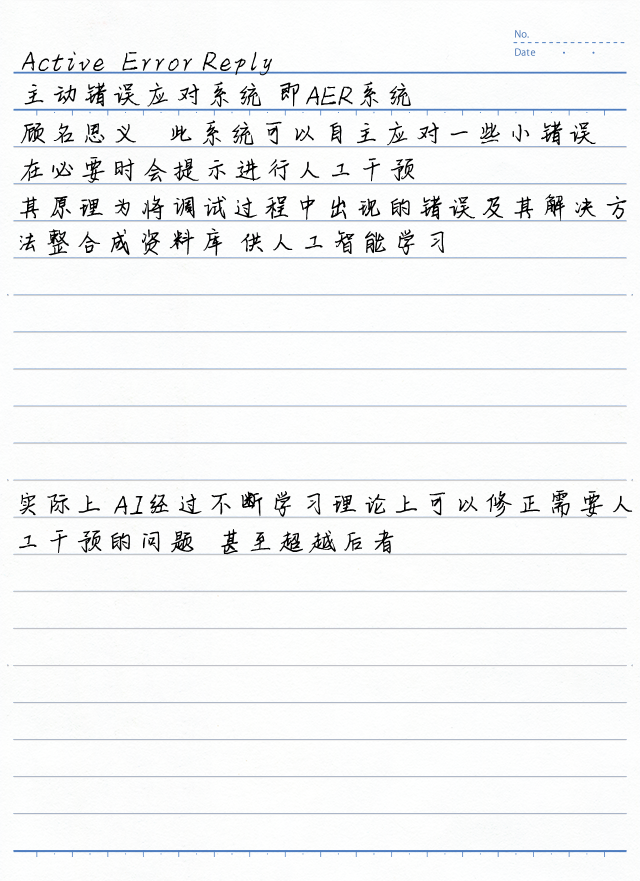 No.
Date
Active Error Reply
主动错误应对系统 即AER系统
顾名思义 此系统可以自主应对一些小错误
在必要时会提示进行人工干预
其原理为将调试过程中出现的错误及其解决方
法整合成资料库 供人工智能学习
实际上 AI经过不断学习理论上可以修正需要人
工干预的问题 甚至超越后者